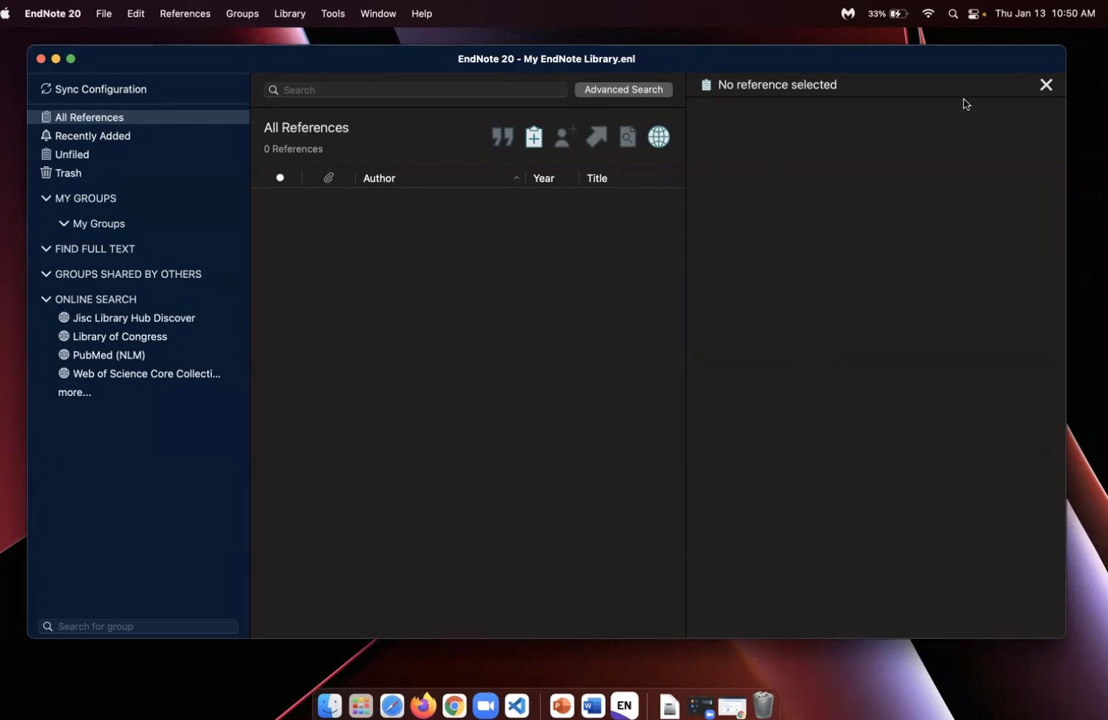 EndNote 20 File Edit References Groups Library Tools Window Help 33% Thu Jan 13 10:50 AM
EndNote 20 - My EndNote Library.enl
Sync Configuration
All References
Recently Added
Unfiled
Trash
MY GROUPS
My Groups
FIND FULL TEXT
GROUPS SHARED BY OTHERS
ONLINE SEARCH
Jisc Library Hub Discover
Library of Congress
PubMed (NLM)
Web of Science Core Collecti...
more...
Search for group
Search Advanced Search
All References
0 References
Author Year Title
No reference selected
EN